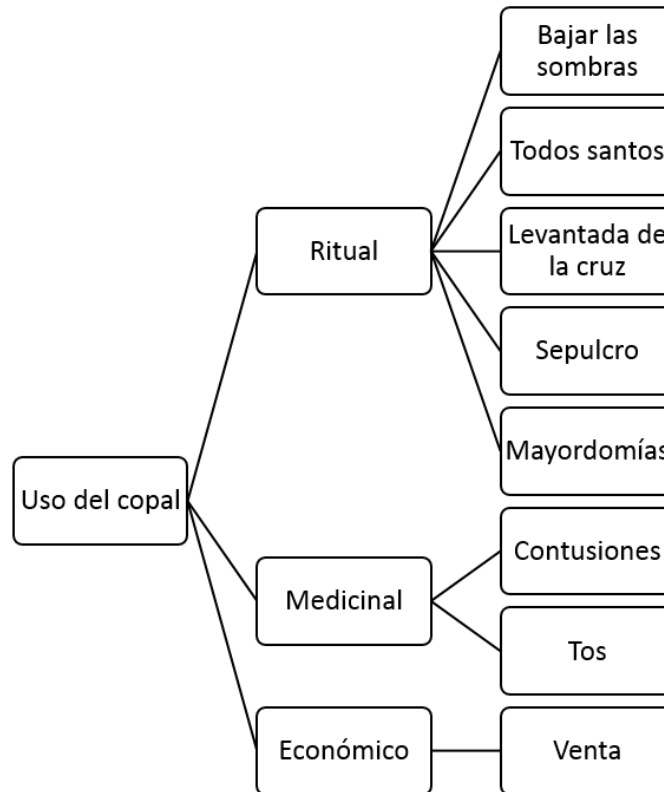 Bajar las
sombras
Todos santos
Levantada de
la cruz
Ritual
Sepulcro
Mayordomías
Uso del copal
Contusiones
Medicinal
Tos
Económico
Venta